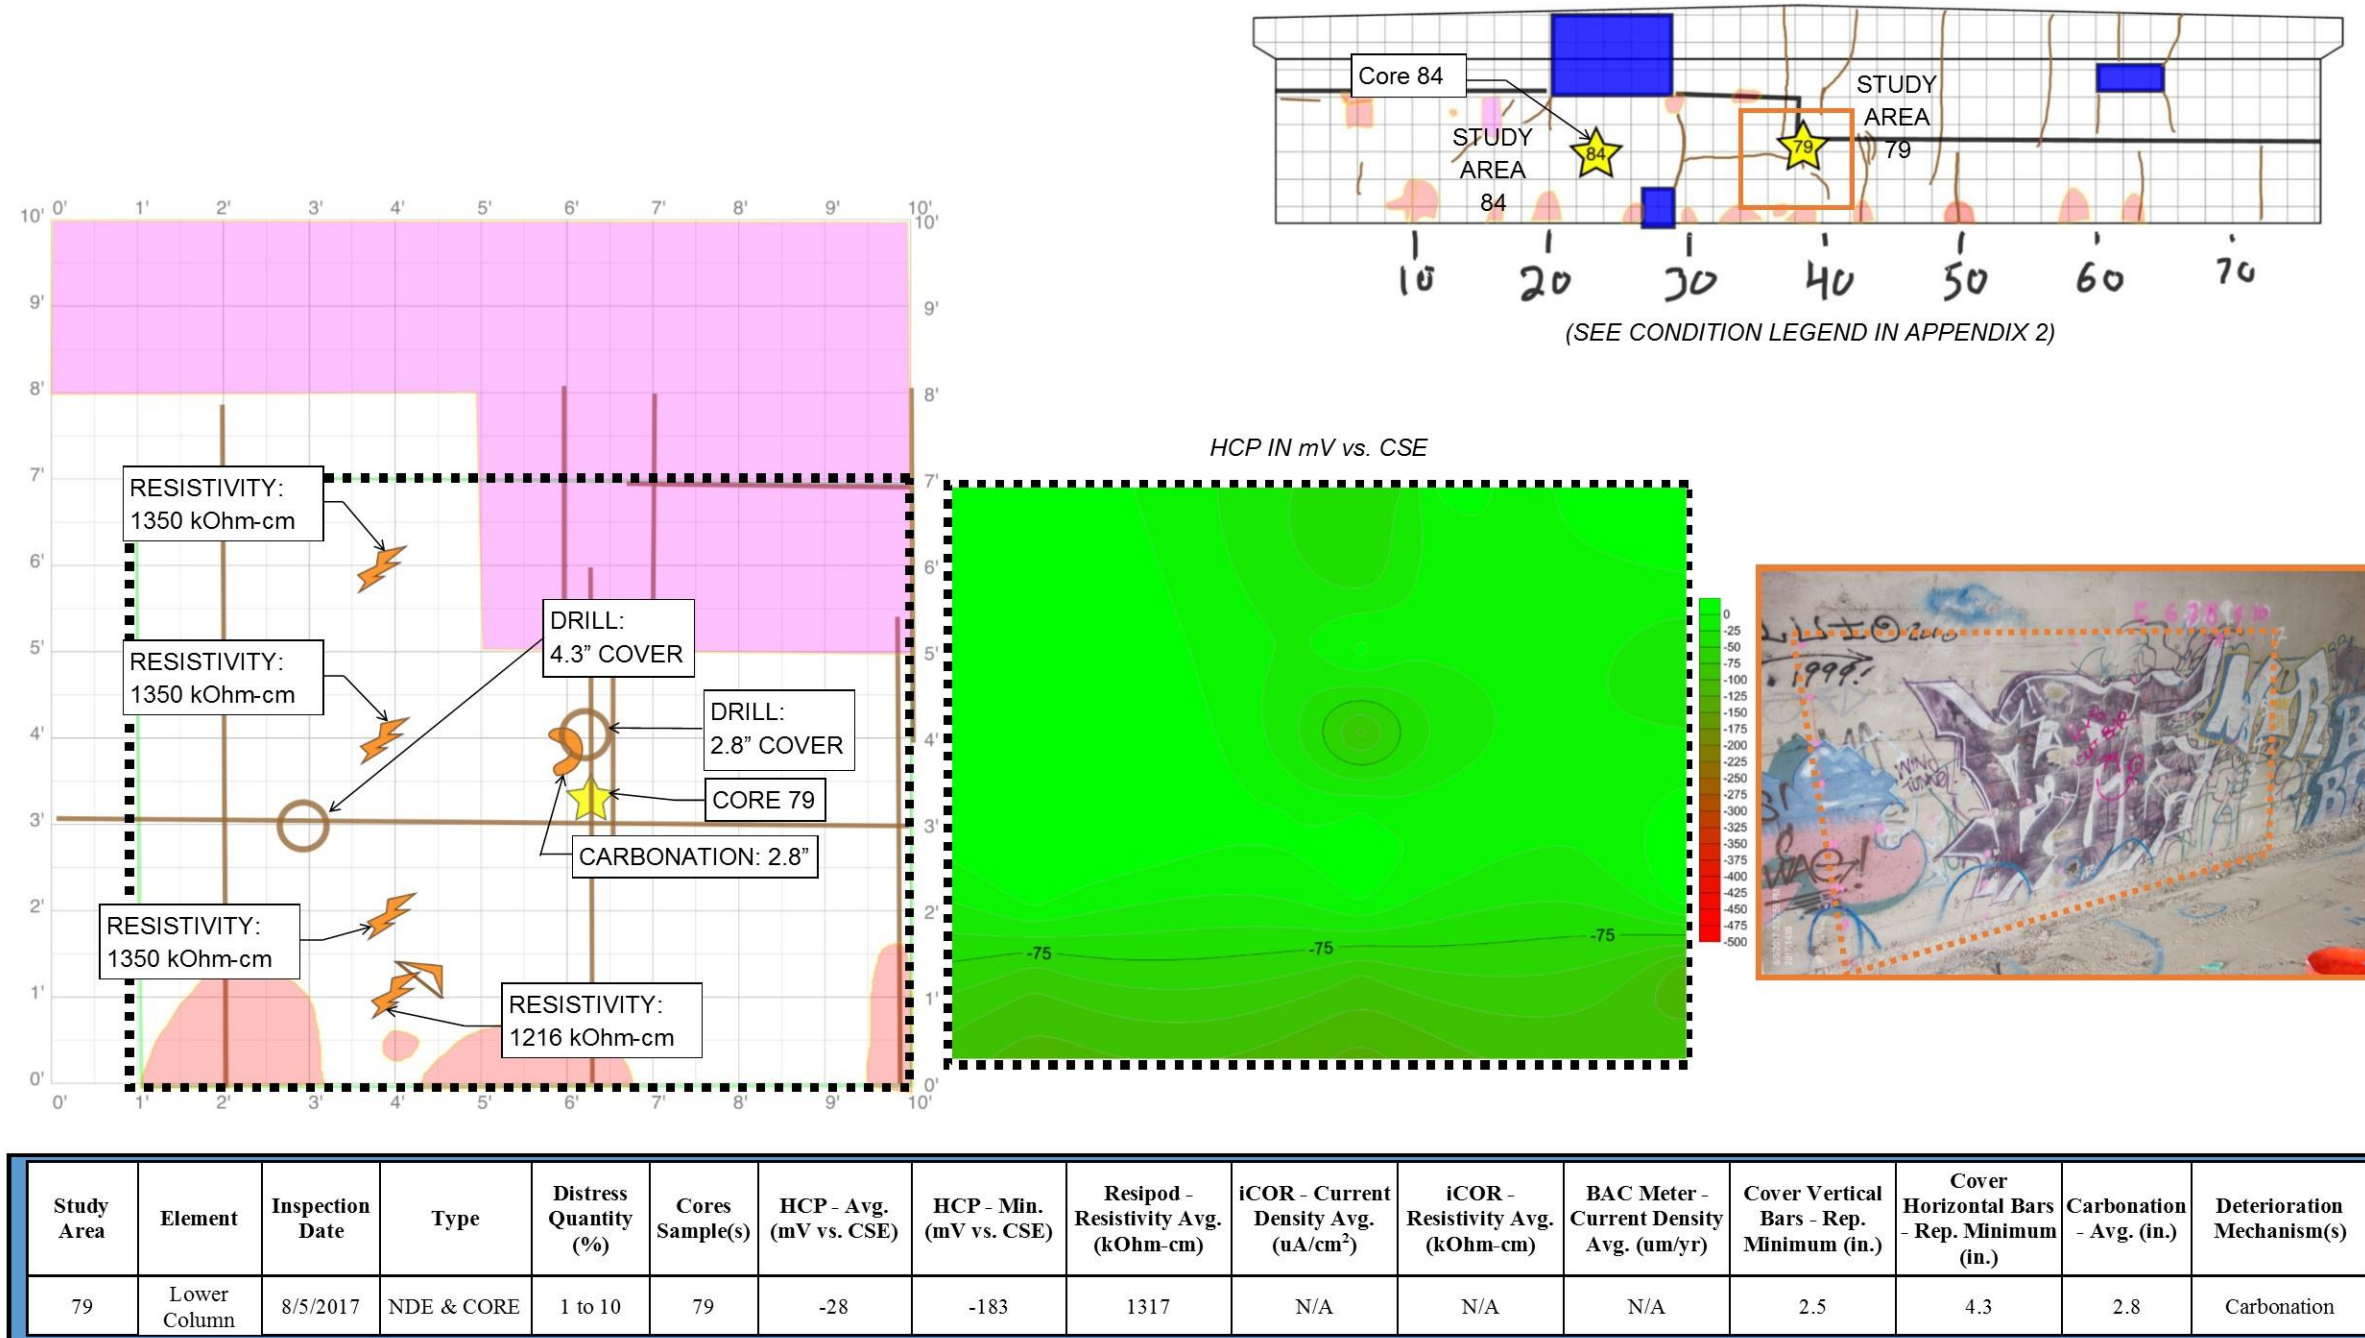 Core 84
STUDY
AREA
84
84
79
STUDY
AREA
79
10 20 30 40 50 60 70
(SEE CONDITION LEGEND IN APPENDIX 2)
0' 1' 2' 3' 4' 5' 6' 7' 8' 9' 10'
10' 10'
9' 9'
8' 8'
7' 7'
6' 6'
5' 5'
4' 4'
3' 3'
2' 2'
1' 1'
0' 0'
0' 1' 2' 3' 4' 5' 6' 7' 8' 9' 10'
RESISTIVITY:
1350 kOhm-cm
RESISTIVITY:
1350 kOhm-cm
DRILL:
4.3” COVER
DRILL:
2.8” COVER
CORE 79
CARBONATION: 2.8”
RESISTIVITY:
1350 kOhm-cm
RESISTIVITY:
1216 kOhm-cm
HCP IN mV vs. CSE
-75 -75 -75
0
-25
-50
-75
-100
-125
-150
-175
-200
-225
-250
-275
-300
-325
-350
-375
-400
-425
-450
-475
-500
1999!
Study Area Element Inspection Date Type Distress Quantity (%) Cores Sample(s) HCP - Avg. (mV vs. CSE) HCP - Min. (mV vs. CSE) Resipod - Resistivity Avg. (kOhm-cm) iCOR - Current Density Avg. (uA/cm²) iCOR - Resistivity Avg. (kOhm-cm) BAC Meter - Current Density Avg. (um/yr) Cover Vertical Bars - Rep. Minimum (in.) Cover Horizontal Bars - Rep. Minimum (in.) Carbonation - Avg. (in.) Deterioration Mechanism(s)
79 Lower Column 8/5/2017 NDE & CORE 1 to 10 79 -28 -183 1317 N/A N/A N/A 2.5 4.3 2.8 Carbonation